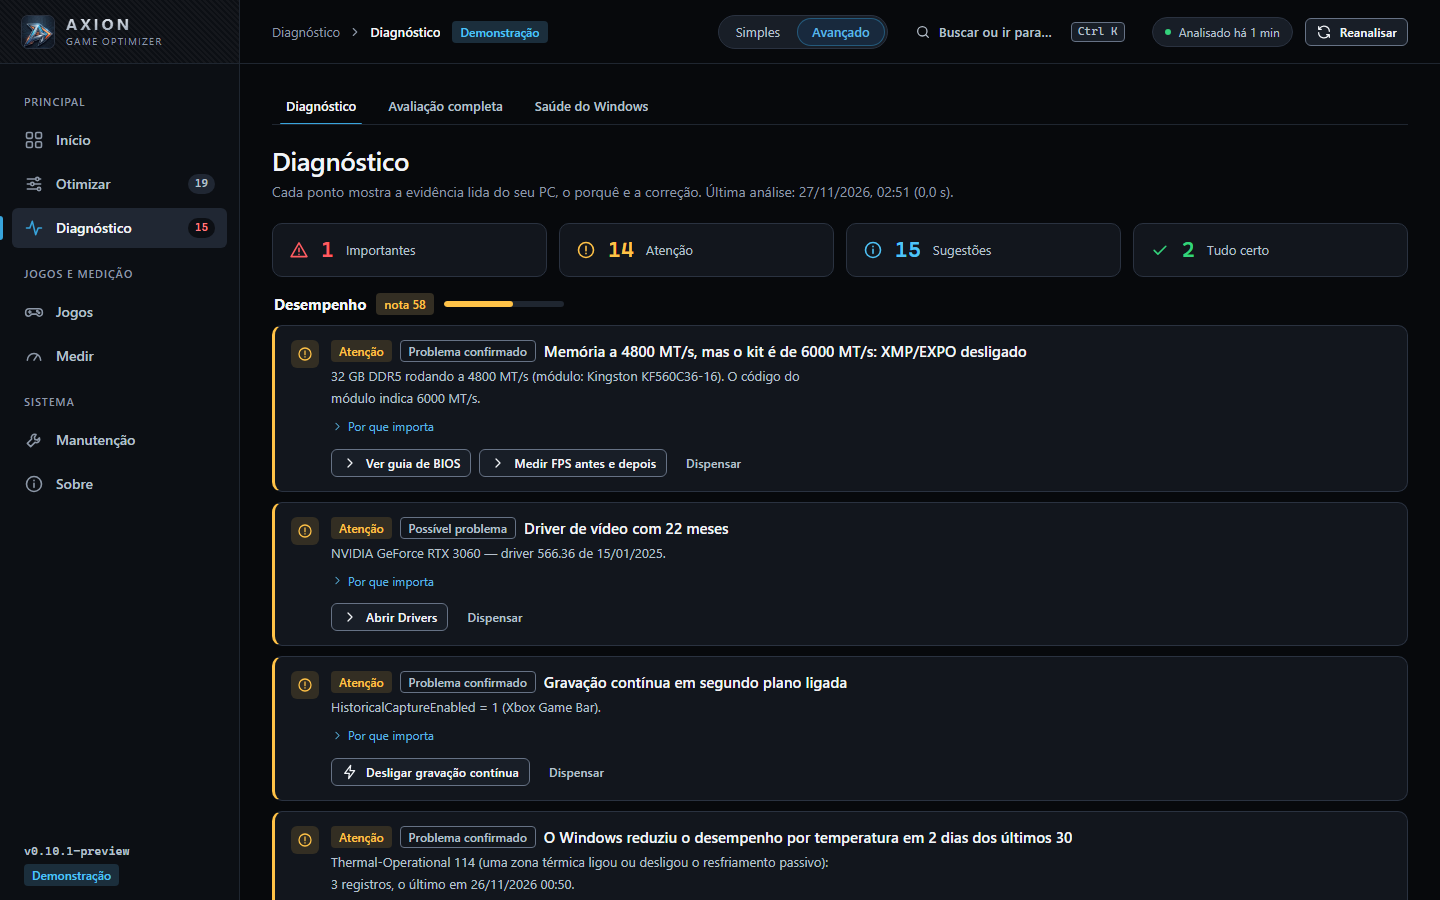 AXION
GAME OPTIMIZER
Diagnóstico > Diagnóstico Demonstração
Simples Avançado
Buscar ou ir para... Ctrl K
Analisado há 1 min
Reanalisar
PRINCIPAL
Início
Otimizar 19
Diagnóstico 15
JOGOS E MEDIÇÃO
Jogos
Medir
SISTEMA
Manutenção
Sobre
v0.10.1-preview
Demonstração
Diagnóstico Avaliação completa Saúde do Windows
Diagnóstico
Cada ponto mostra a evidência lida do seu PC, o porquê e a correção. Última análise: 27/11/2026, 02:51 (0,0 s).
1 Importantes
14 Atenção
15 Sugestões
2 Tudo certo
Desempenho nota 58
Atenção Problema confirmado Memória a 4800 MT/s, mas o kit é de 6000 MT/s: XMP/EXPO desligado
32 GB DDR5 rodando a 4800 MT/s (módulo: Kingston KF560C36-16). O código do
módulo indica 6000 MT/s.
Por que importa
Ver guia de BIOS Medir FPS antes e depois Dispensar
Atenção Possível problema Driver de vídeo com 22 meses
NVIDIA GeForce RTX 3060 — driver 566.36 de 15/01/2025.
Por que importa
Abrir Drivers Dispensar
Atenção Problema confirmado Gravação contínua em segundo plano ligada
HistoricalCaptureEnabled = 1 (Xbox Game Bar).
Por que importa
Desligar gravação contínua Dispensar
Atenção Problema confirmado O Windows reduziu o desempenho por temperatura em 2 dias dos últimos 30
Thermal-Operational 114 (uma zona térmica ligou ou desligou o resfriamento passivo):
3 registros, o último em 26/11/2026 00:50.